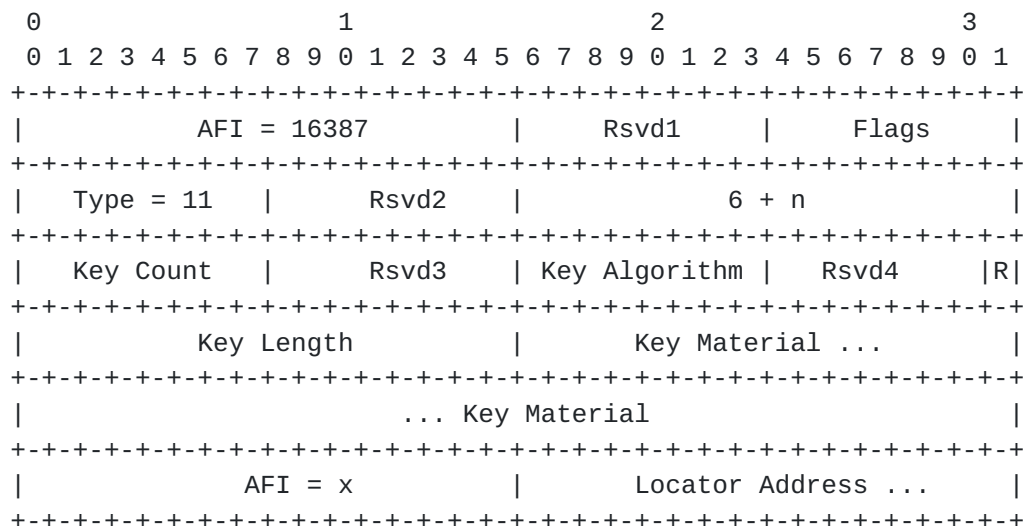 0                   1                   2                   3
 0 1 2 3 4 5 6 7 8 9 0 1 2 3 4 5 6 7 8 9 0 1 2 3 4 5 6 7 8 9 0 1
+-+-+-+-+-+-+-+-+-+-+-+-+-+-+-+-+-+-+-+-+-+-+-+-+-+-+-+-+-+-+-+-+
|           AFI = 16387         |     Rsvd1     |     Flags     |
+-+-+-+-+-+-+-+-+-+-+-+-+-+-+-+-+-+-+-+-+-+-+-+-+-+-+-+-+-+-+-+-+
|   Type = 11   |      Rsvd2    |             6 + n             |
+-+-+-+-+-+-+-+-+-+-+-+-+-+-+-+-+-+-+-+-+-+-+-+-+-+-+-+-+-+-+-+-+
|   Key Count   |      Rsvd3    | Key Algorithm |   Rsvd4     |R|
+-+-+-+-+-+-+-+-+-+-+-+-+-+-+-+-+-+-+-+-+-+-+-+-+-+-+-+-+-+-+-+-+
|           Key Length          |       Key Material ...        |
+-+-+-+-+-+-+-+-+-+-+-+-+-+-+-+-+-+-+-+-+-+-+-+-+-+-+-+-+-+-+-+-+
|                        ... Key Material                       |
+-+-+-+-+-+-+-+-+-+-+-+-+-+-+-+-+-+-+-+-+-+-+-+-+-+-+-+-+-+-+-+-+
|              AFI = x          |       Locator Address ...     |
+-+-+-+-+-+-+-+-+-+-+-+-+-+-+-+-+-+-+-+-+-+-+-+-+-+-+-+-+-+-+-+-+